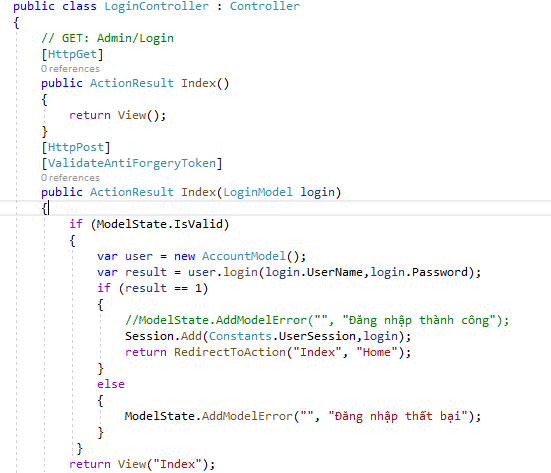 public class LoginController : Controller
{
// GET: Admin/Login
[HttpGet]
0 references
public ActionResult Index()
{
return View();
}
[HttpPost]
[ValidateAntiForgeryToken]
0 references
public ActionResult Index(LoginModel login)
{
if (ModelState.IsValid)
{
var user = new AccountModel();
var result = user.login(login.UserName,login.Password);
if (result == 1)
{
//ModelState.AddModelError("", "Đăng nhập thành công");
Session.Add(Constants.UserSession,login);
return RedirectToAction("Index", "Home");
}
else
{
ModelState.AddModelError("", "Đăng nhập thất bại");
}
}
return View("Index");